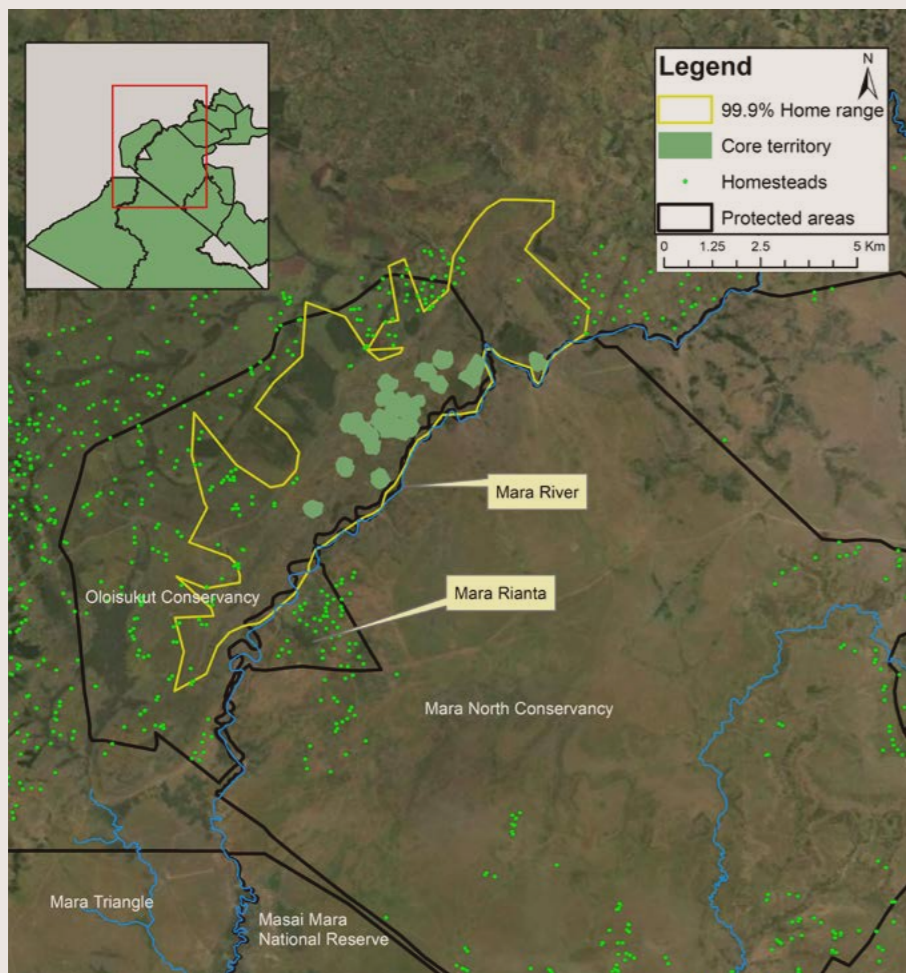 Legend
N
99.9% Home range
Core territory
Homesteads
Protected areas
0 1.25 2.5 5 Km
Mara River
Mara Rianta
Oloisukut Conservancy
Mara North Conservancy
Mara Triangle
Masai Mara
National Reserve